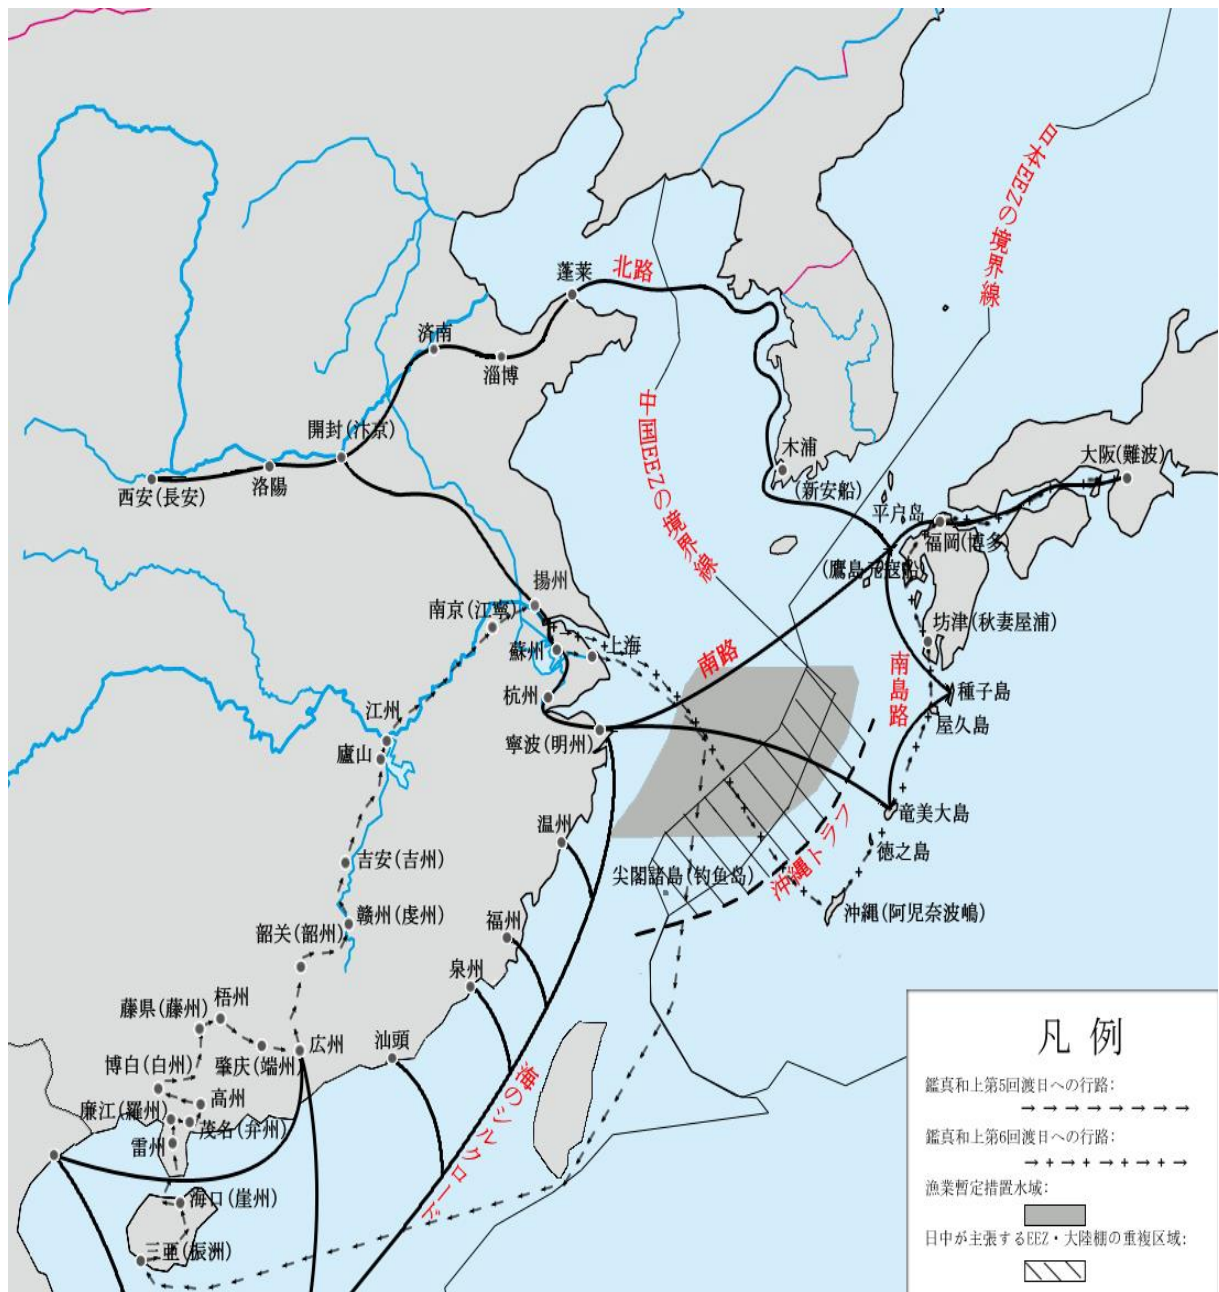 日本EEZの境界線
北路
蓬莱
済南
淄博
開封(汴京)
西安(長安)
洛陽
中国EEZの境界線
木浦
(新安船)
大阪(難波)
平户岛
福岡(博多)
(鷹島元寇船)
揚州
南京(江寧)
蘇州
上海
坊津(秋妻屋浦)
南路
南島路
杭州
種子島
江州
寧波(明州)
屋久島
廬山
竜美大島
温州
沖縄トラフ
徳之島
吉安(吉州)
尖閣諸島(钓鱼岛)
沖縄(阿児奈波嶋)
赣州(虔州)
韶关(韶州)
福州
泉州
梧州
藤県(藤州)
広州
汕頭
博白(白州)
肇庆(端州)
高州
廉江(羅州)
茂名(弁州)
雷州
海のシルクロード
海口(崖州)
三亜(振洲)
凡例
鑑真和上第5回渡日への行路:
鑑真和上第6回渡日への行路:
漁業暫定措置水域:
日中が主張するEEZ・大陸棚の重複区域: